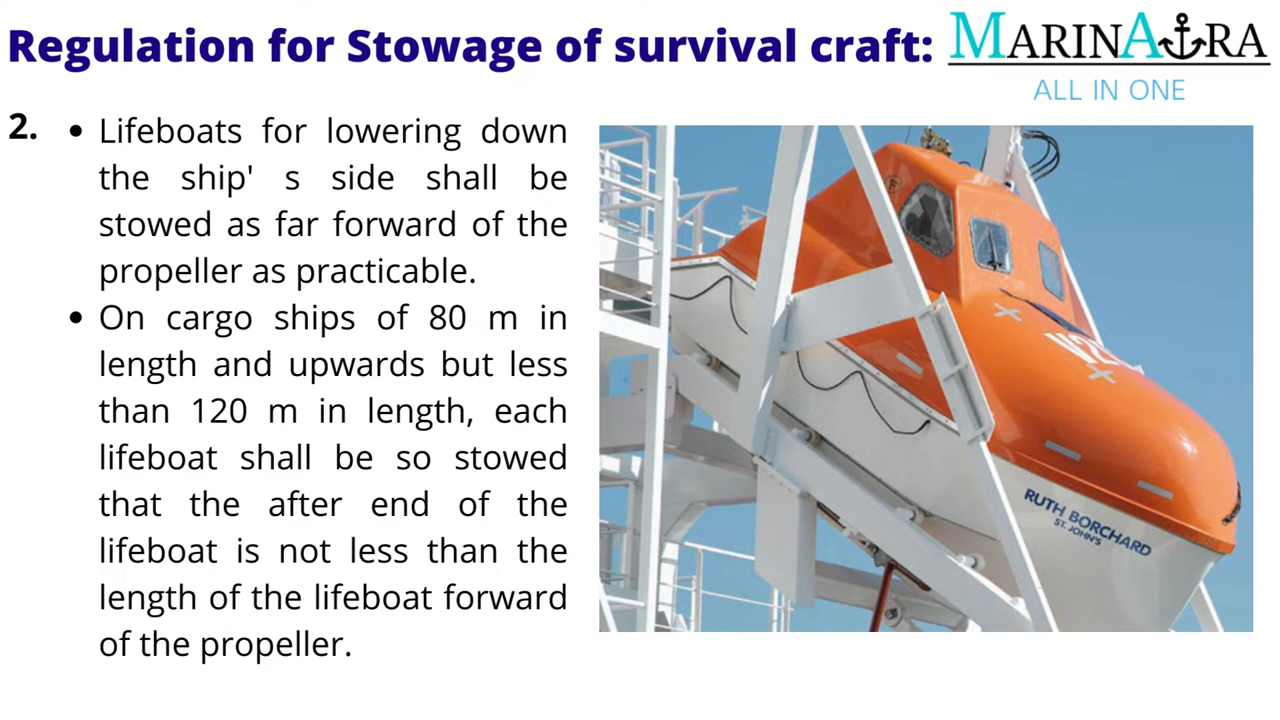 Regulation for Stowage of survival craft:
MARINAURA
ALL IN ONE
2. • Lifeboats for lowering down
the ship' s side shall be
stowed as far forward of the
propeller as practicable.
• On cargo ships of 80 m in
length and upwards but less
than 120 m in length, each
lifeboat shall be so stowed
that the after end of the
lifeboat is not less than the
length of the lifeboat forward
of the propeller.
RUTH BORCHARD
ST. JOHN'S